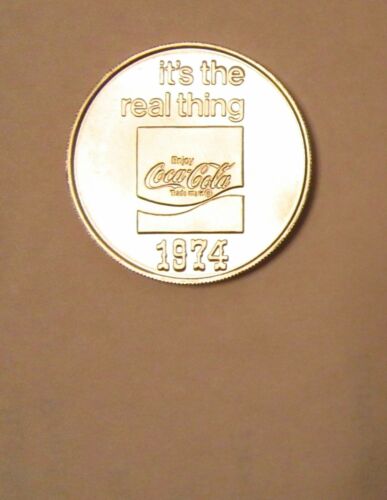 it's the
real thing
Enjoy
Coca-Cola
Trade mark ®
1974